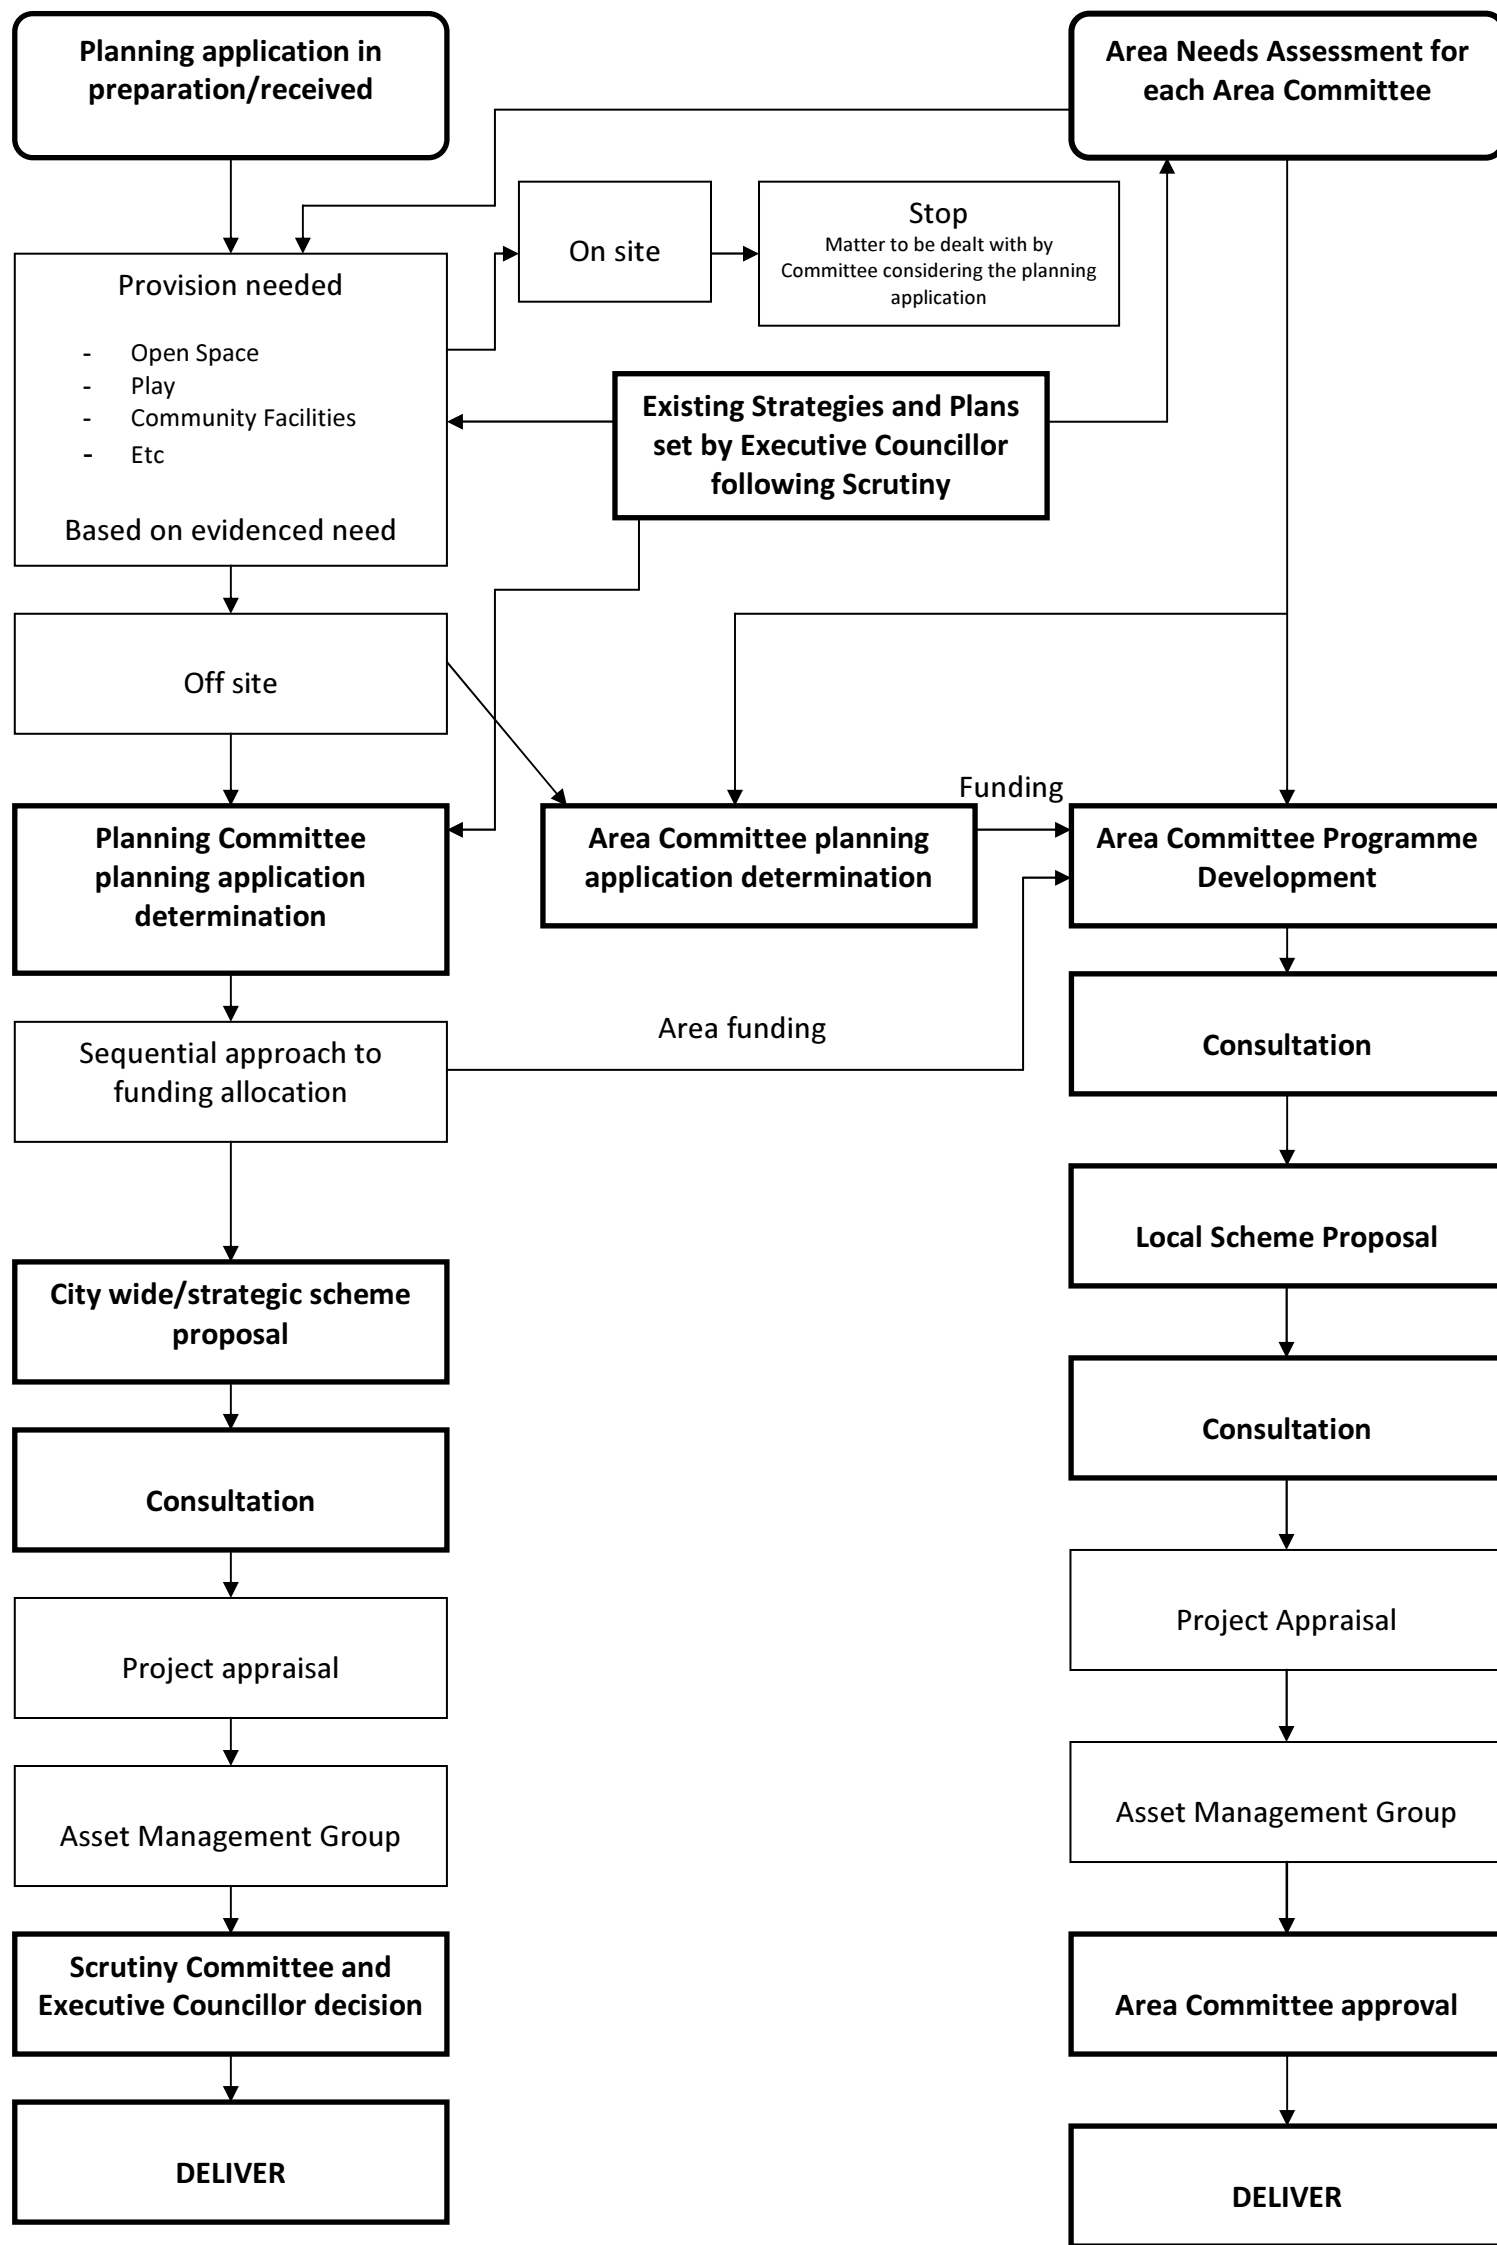 Planning application in
preparation/received
Area Needs Assessment for
each Area Committee
On site
Stop
Matter to be dealt with by
Committee considering the planning
application
Provision needed
- Open Space
- Play
- Community Facilities
- Etc
Based on evidenced need
Existing Strategies and Plans
set by Executive Councillor
following Scrutiny
Off site
Funding
Planning Committee
planning application
determination
Area Committee planning
application determination
Area Committee Programme
Development
Sequential approach to
funding allocation
Area funding
Consultation
Local Scheme Proposal
City wide/strategic scheme
proposal
Consultation
Consultation
Project Appraisal
Project appraisal
Asset Management Group
Asset Management Group
Scrutiny Committee and
Executive Councillor decision
Area Committee approval
DELIVER
DELIVER